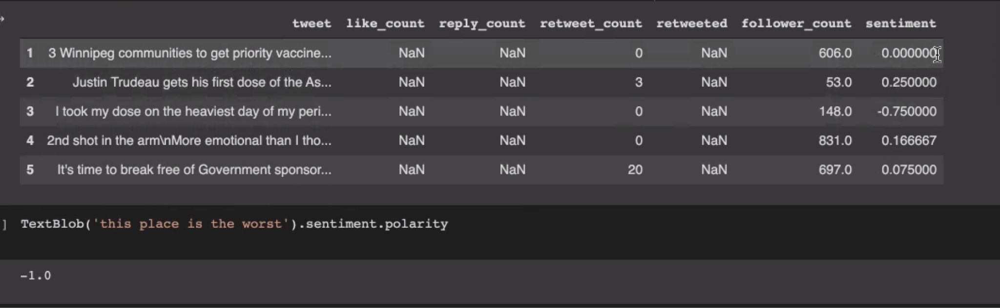 tweet like_count reply_count retweet_count retweeted follower_count sentiment
1 3 Winnipeg communities to get priority vaccine... NaN NaN 0 NaN 606.0 0.000000
2 Justin Trudeau gets his first dose of the As... NaN NaN 3 NaN 53.0 0.250000
3 I took my dose on the heaviest day of my peri... NaN NaN 0 NaN 148.0 -0.750000
4 2nd shot in the arm\nMore emotional than I tho... NaN NaN 0 NaN 831.0 0.166667
5 It's time to break free of Government sponsor... NaN NaN 20 NaN 697.0 0.075000
] TextBlob('this place is the worst').sentiment.polarity
-1.0